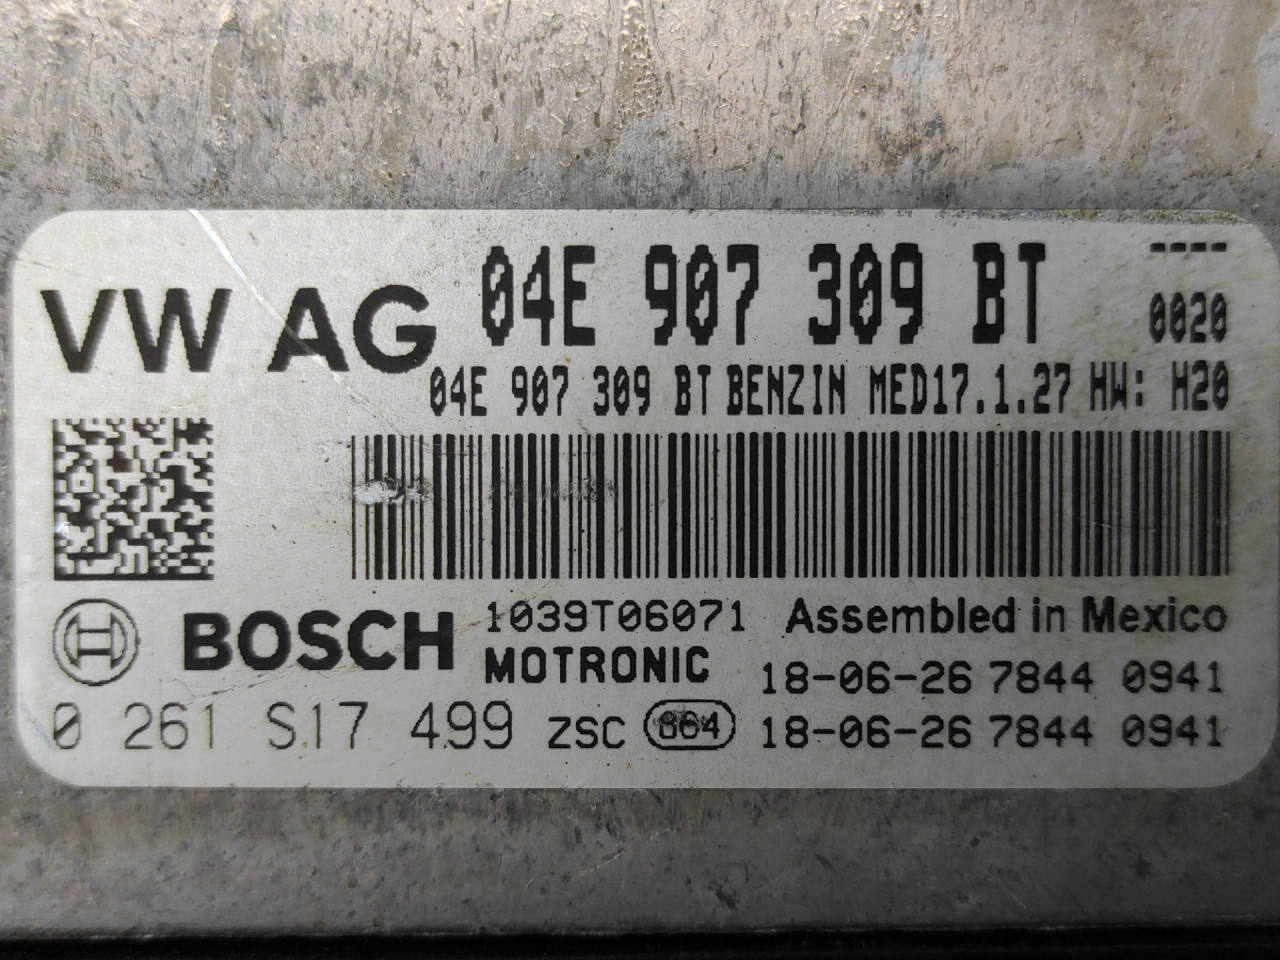 VW AG 04E 907 309 BT ----
0020
04E 907 309 BT BENZIN MED17.1.27 HW: H20
BOSCH 1039T06071 Assembled in Mexico
MOTRONIC 18-06-26 7844 0941
0 261 S17 499 ZSC 864 18-06-26 7844 0941